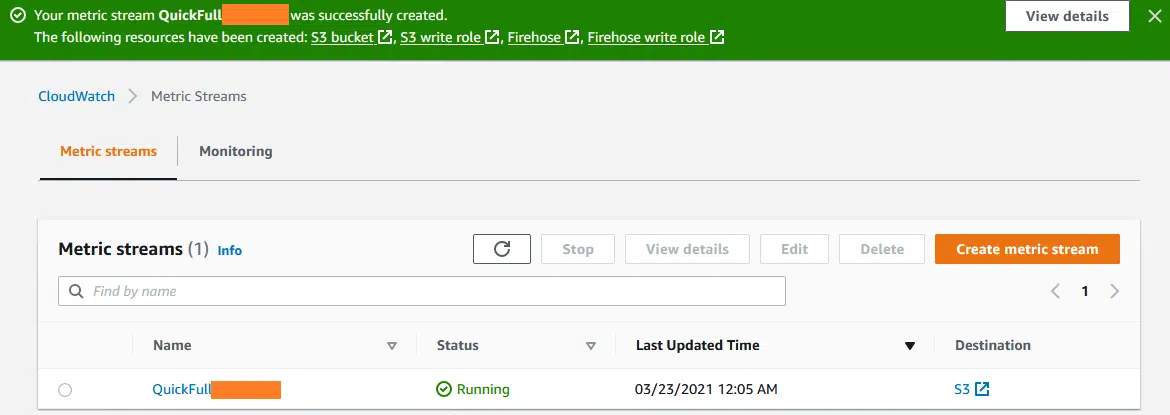 Your metric stream QuickFull was successfully created.
View details
The following resources have been created: S3 bucket, S3 write role, Firehose, Firehose write role
CloudWatch Metric Streams
Metric streams Monitoring
Metric streams (1) Info Stop View details Edit Delete Create metric stream
Find by name 1
Name Status Last Updated Time Destination
QuickFull Running 03/23/2021 12:05 AM S3